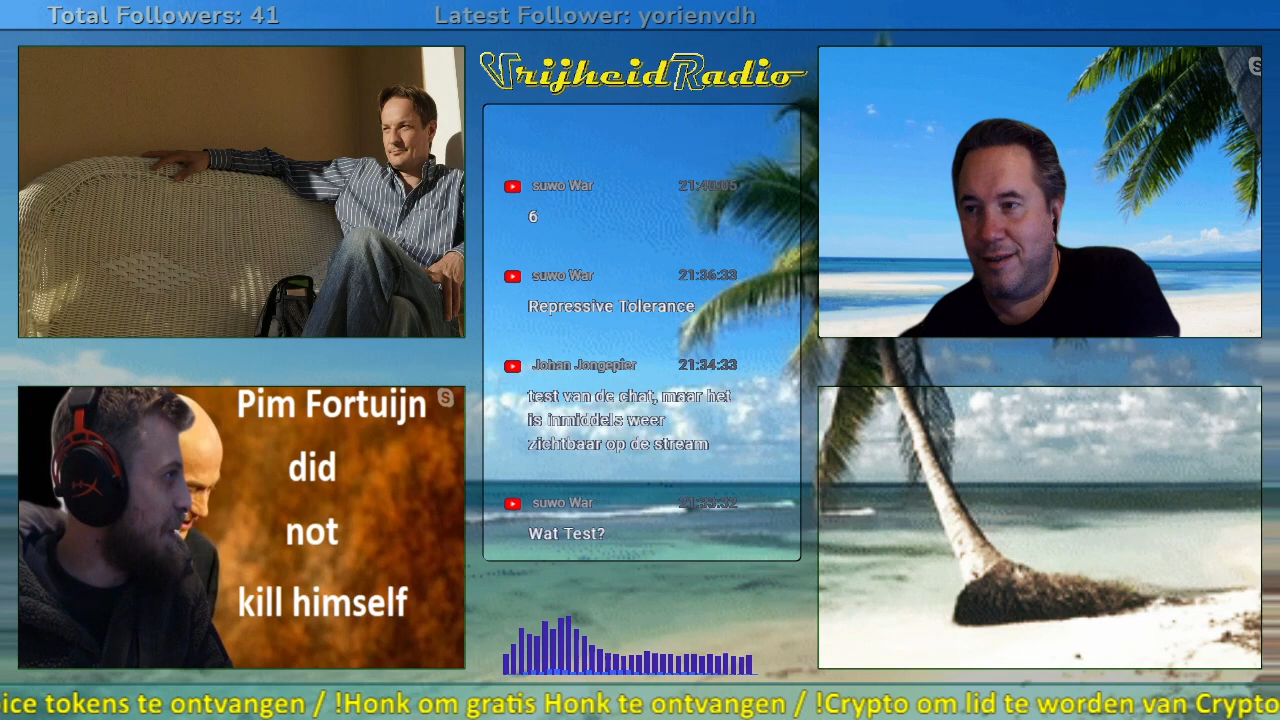 Total Followers: 41
Latest Follower: yorienvdh
VrijheidRadio
suwo War 21:40:05
6
suwo War 21:36:33
Repressive Tolerance
Johan Jongepier 21:34:33
test van de chat, maar het
is inmiddels weer
zichtbaar op de stream
suwo War
Wat Test?
Pim Fortuijn
did
not
kill himself
ice tokens te ontvangen / !Honk om gratis Honk te ontvangen / !Crypto om lid te worden van Crypto